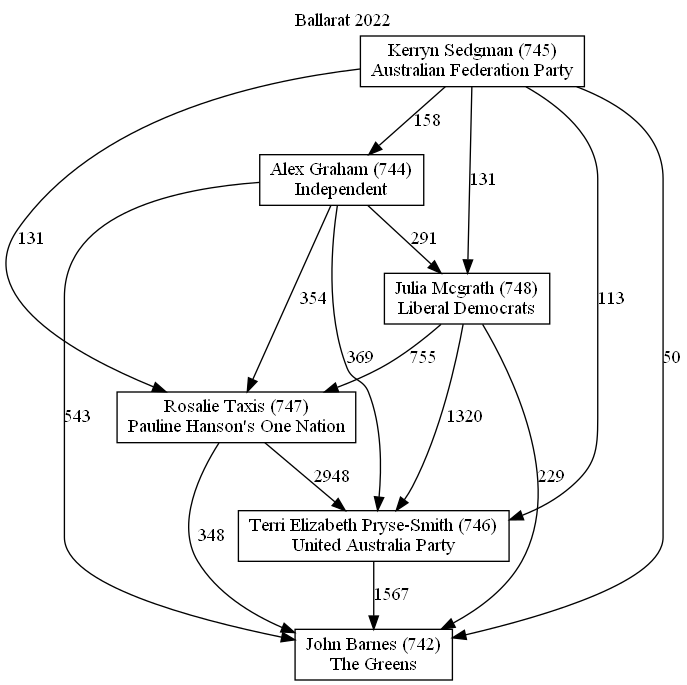 Ballarat 2022
Kerryn Sedgman (745)
Australian Federation Party
158
Alex Graham (744)
Independent
131
131
291
Julia Mcgrath (748)
Liberal Democrats
354
113
369
755
50
Rosalie Taxis (747)
Pauline Hanson's One Nation
543
1320
2948
229
Terri Elizabeth Pryse-Smith (746)
United Australia Party
348
1567
John Barnes (742)
The Greens